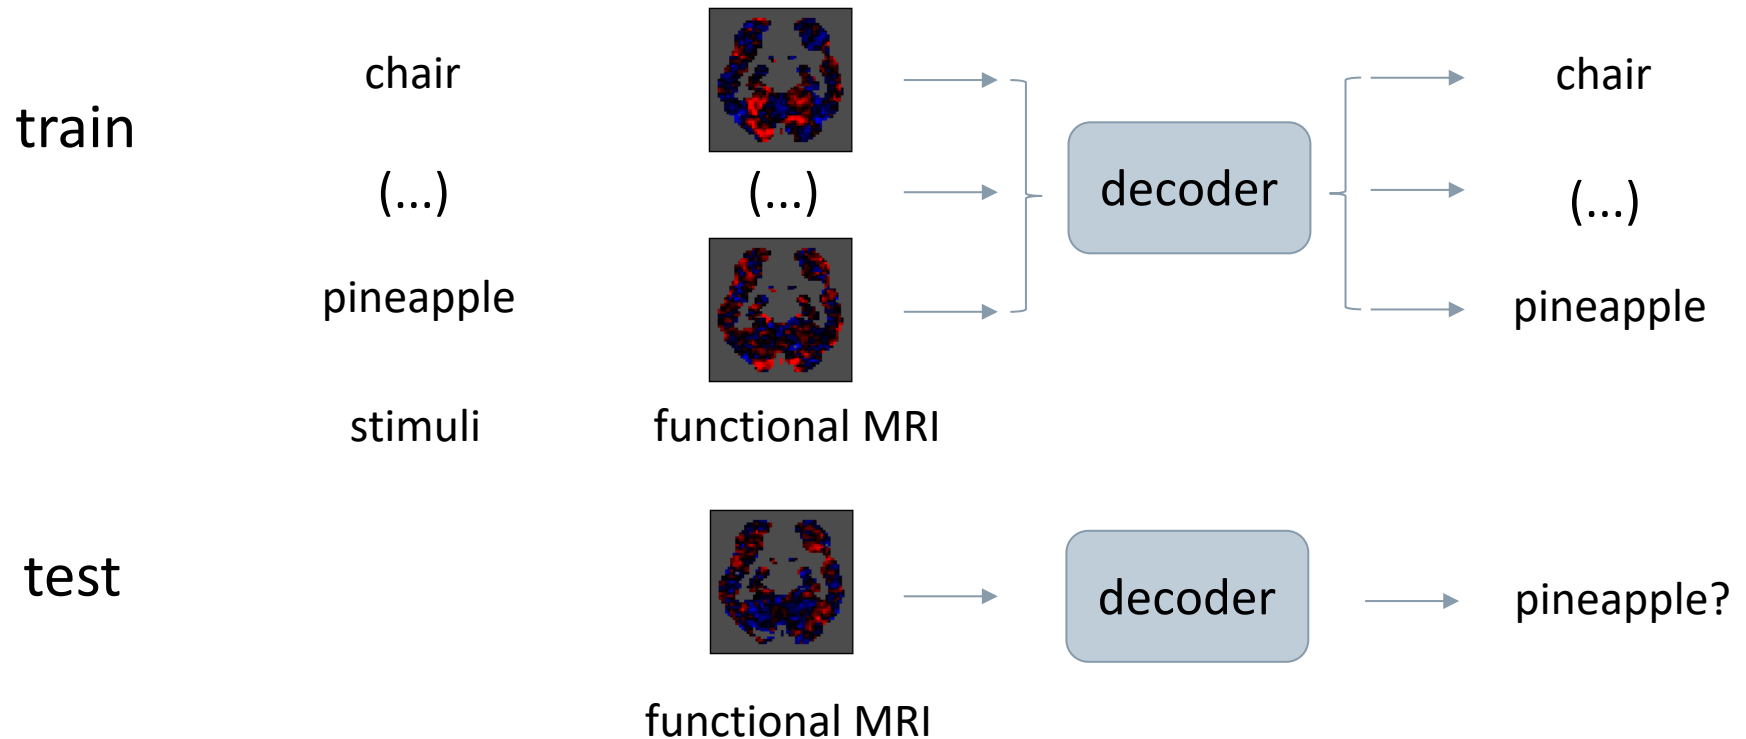 train
chair
(...)
pineapple
stimuli
(...)
functional MRI
decoder
chair
(...)
pineapple
test
functional MRI
decoder
pineapple?